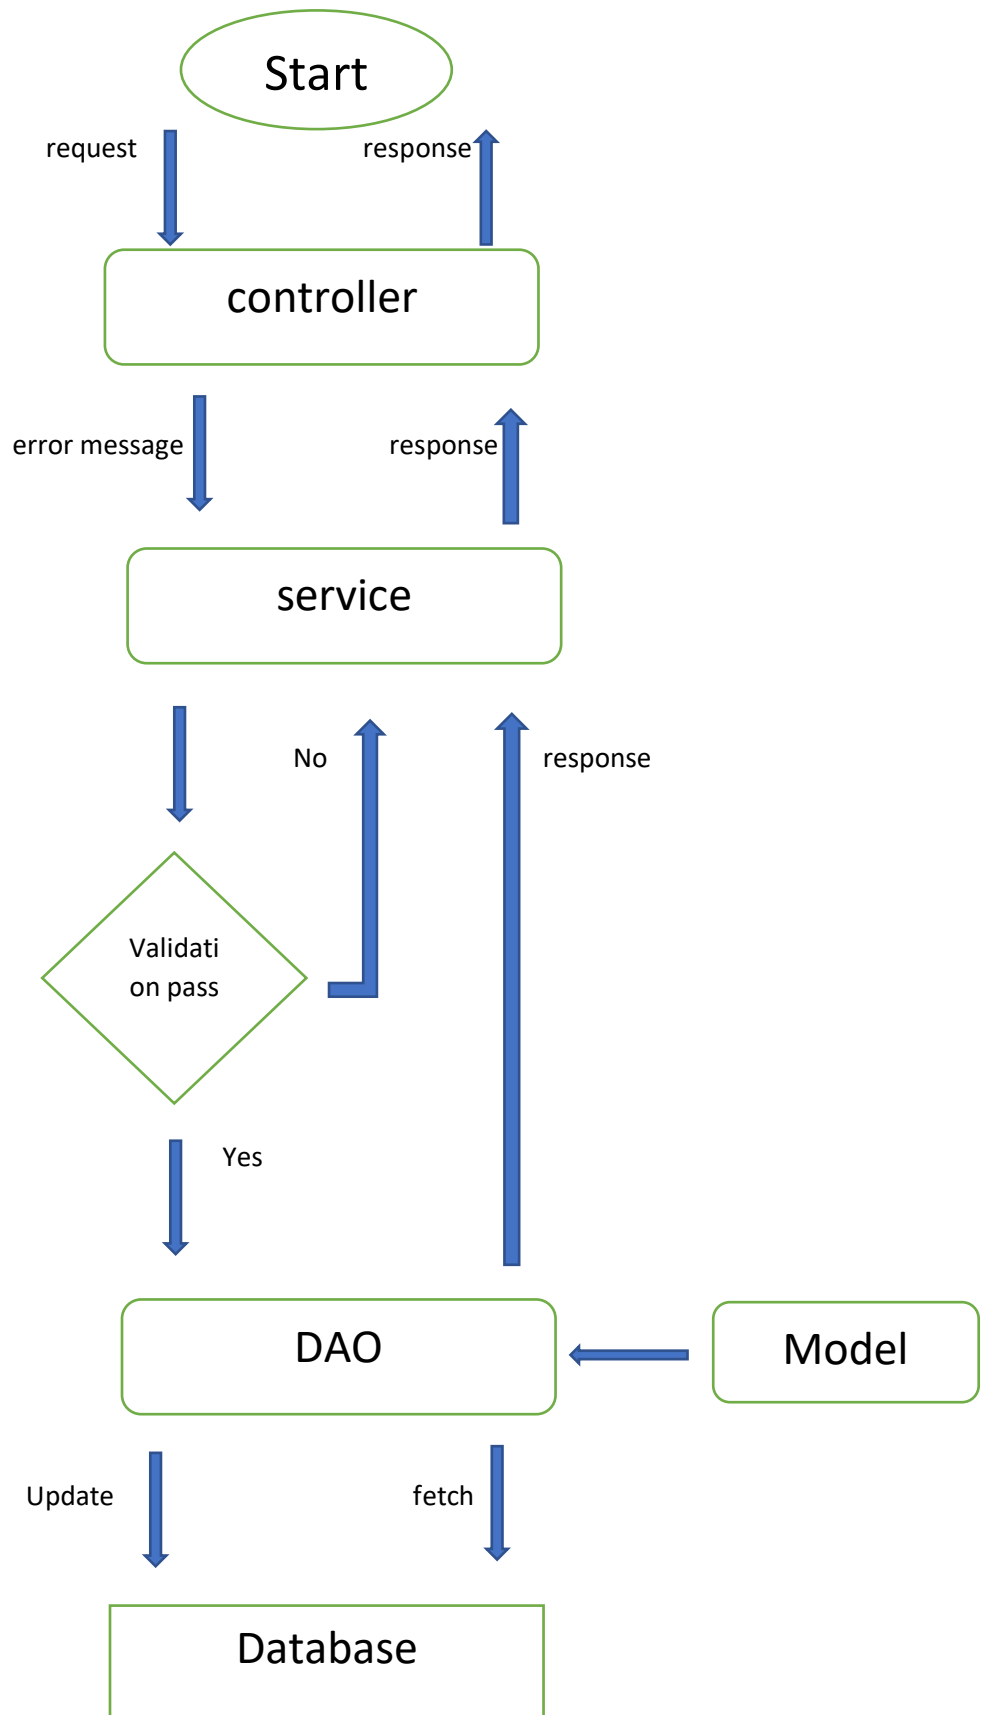 Start
request
response
controller
error message
response
service
No
response
Validati
on pass
Yes
DAO
Model
Update
fetch
Database